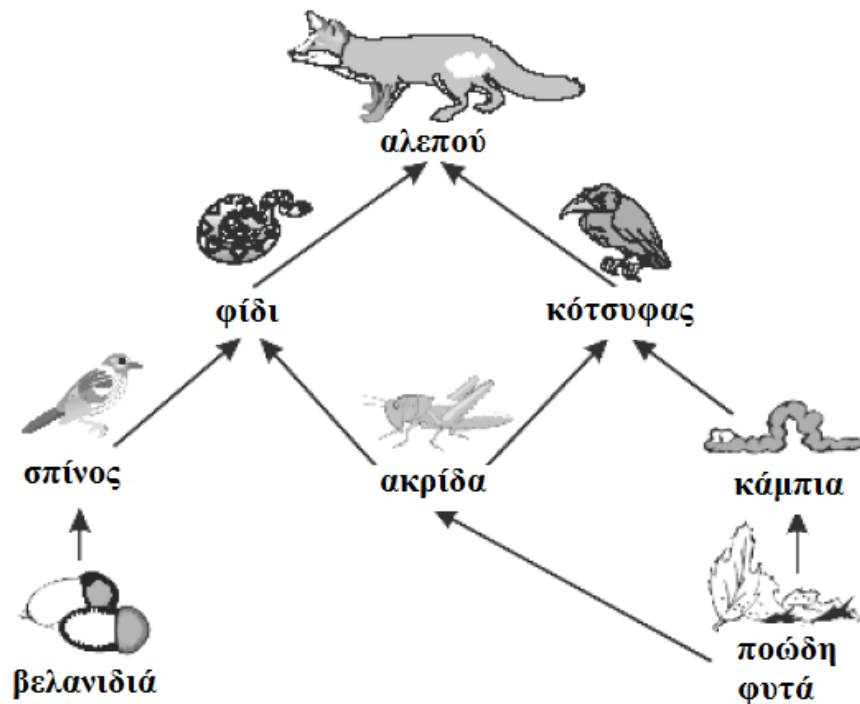 αλεπού
φίδι
κότσυφας
σπίνος
ακρίδα
κάμπια
βελανιδιά
ποώδη
φυτά